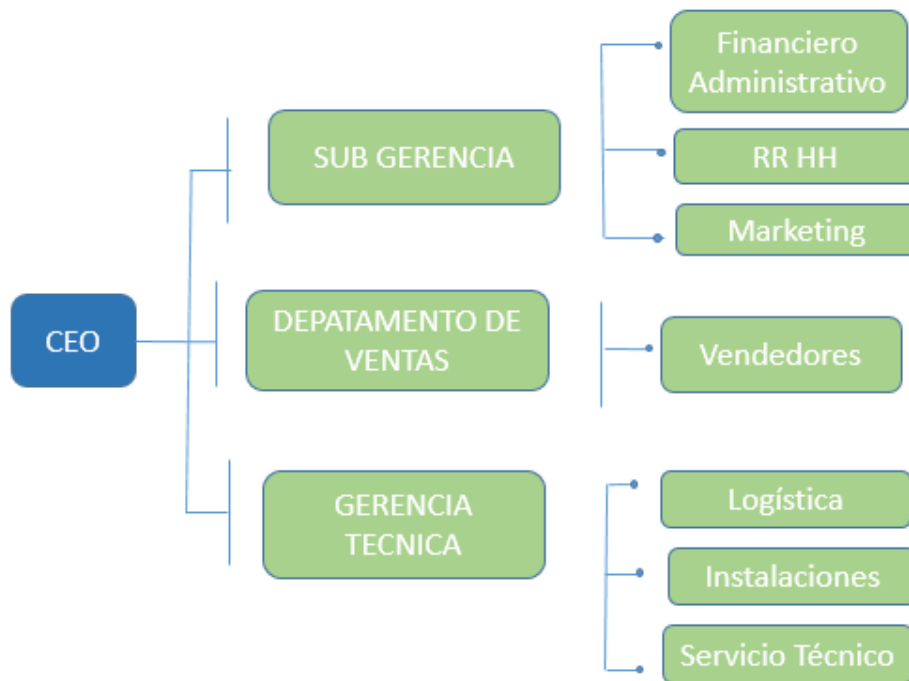 CEO
SUB GERENCIA
Financiero
Administrativo
RR HH
Marketing
DEPATAMENTO DE
VENTAS
Vendedores
GERENCIA
TECNICA
Logística
Instalaciones
Servicio Técnico